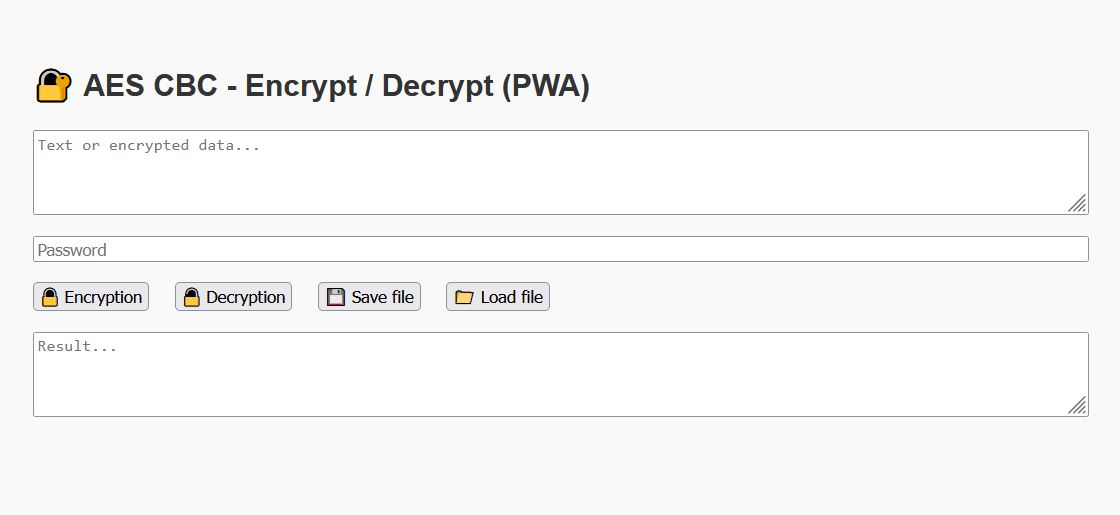 AES CBC - Encrypt / Decrypt (PWA)
Text or encrypted data...
Password
Encryption Decryption Save file Load file
Result...